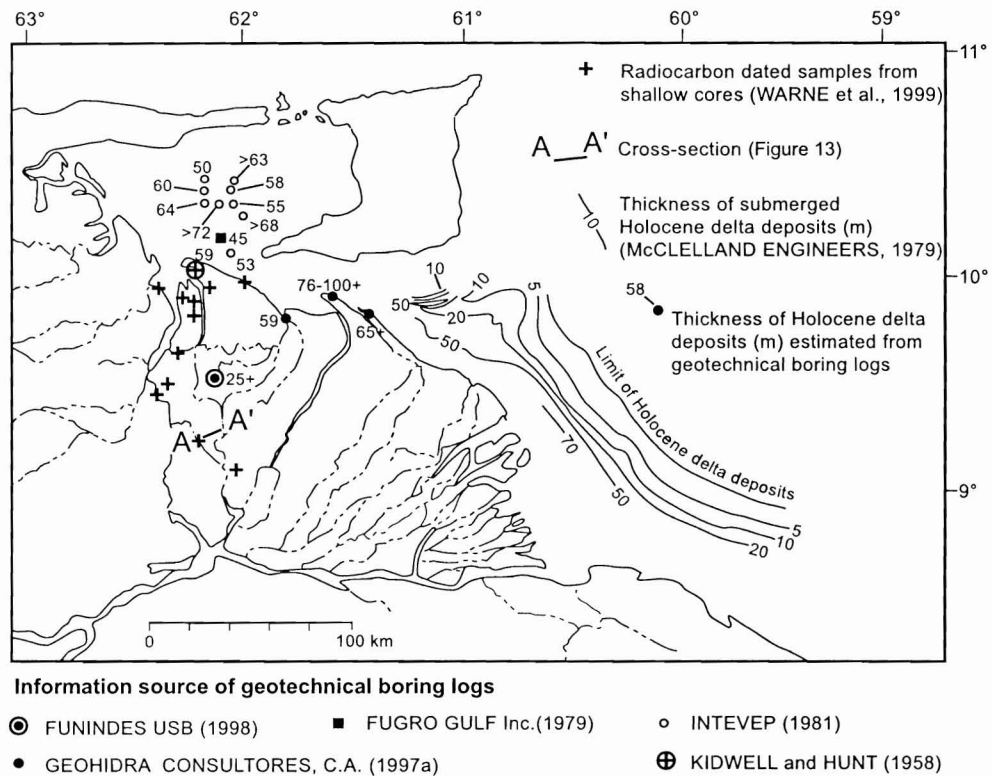 63°
62°
61°
60°
59°
11°
10°
9°
+ Radiocarbon dated samples from
shallow cores (WARNE et al., 1999)
A A' Cross-section (Figure 13)
10
Thickness of submerged
Holocene delta deposits (m)
(McCLELLAND ENGINEERS, 1979)
58
Thickness of Holocene delta
deposits (m) estimated from
geotechnical boring logs
50
>63
60
58
64
55
>72
45
>68
59
53
76-100+
10
10
5
50
20
59
65+
50
25+
Limit of Holocene delta deposits
A
A'
70
50
5
10
20
0
100 km
Information source of geotechnical boring logs
FUNINDES USB (1998)
FUGRO GULF Inc.(1979)
INTEVEP (1981)
GEOHIDRA CONSULTORES, C.A. (1997a)
KIDWELL and HUNT (1958)